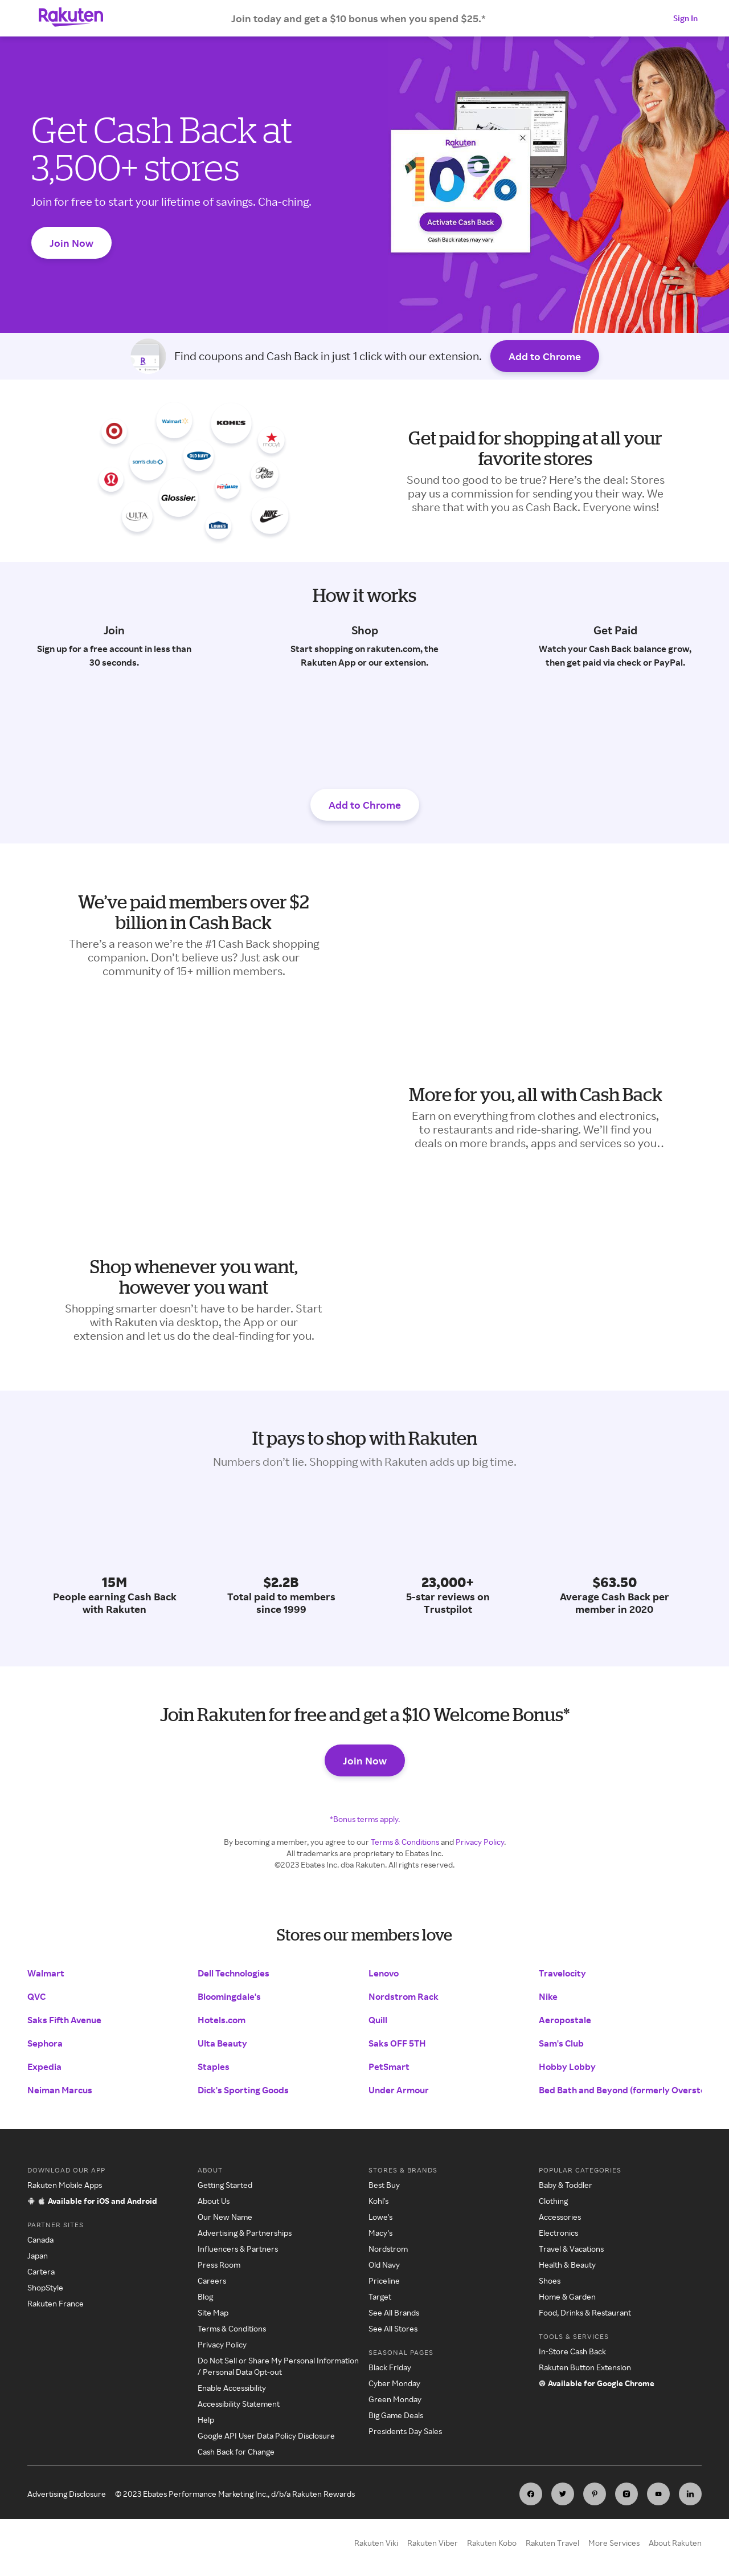 Rakuten
Join today and get a $10 bonus when you spend $25.*
Sign In
Get Cash Back at
3,500+ stores
Join for free to start your lifetime of savings. Cha-ching.
Join Now
Rakuten
10%
Activate Cash Back
Cash Back rates may vary
Find coupons and Cash Back in just 1 click with our extension.
Add to Chrome
Walmart
KOHL'S
macy's
sam's club
OLD NAVY
PETSMART
Glossier.
ULTA
LOWE'S
NIKE
Get paid for shopping at all your
favorite stores
Sound too good to be true? Here's the deal: Stores
pay us a commission for sending you their way. We
share that with you as Cash Back. Everyone wins!
How it works
Join
Sign up for a free account in less than
30 seconds.
Shop
Start shopping on rakuten.com, the
Rakuten App or our extension.
Get Paid
Watch your Cash Back balance grow,
then get paid via check or PayPal.
Add to Chrome
We've paid members over $2
billion in Cash Back
There's a reason we're the #1 Cash Back shopping
companion. Don't believe us? Just ask our
community of 15+ million members.
More for you, all with Cash Back
Earn on everything from clothes and electronics,
to restaurants and ride-sharing. We'll find you
deals on more brands, apps and services so you..
Shop whenever you want,
however you want
Shopping smarter doesn't have to be harder. Start
with Rakuten via desktop, the App or our
extension and let us do the deal-finding for you.
It pays to shop with Rakuten
Numbers don't lie. Shopping with Rakuten adds up big time.
15M
People earning Cash Back
with Rakuten
$2.2B
Total paid to members
since 1999
23,000+
5-star reviews on
Trustpilot
$63.50
Average Cash Back per
member in 2020
Join Rakuten for free and get a $10 Welcome Bonus*
Join Now
*Bonus terms apply.
By becoming a member, you agree to our Terms & Conditions and Privacy Policy.
All trademarks are proprietary to Ebates Inc.
©2023 Ebates Inc. dba Rakuten. All rights reserved.
Stores our members love
Walmart
Dell Technologies
Lenovo
Travelocity
QVC
Bloomingdale's
Nordstrom Rack
Nike
Saks Fifth Avenue
Hotels.com
Quill
Aeropostale
Sephora
Ulta Beauty
Saks OFF 5TH
Sam's Club
Expedia
Staples
PetSmart
Hobby Lobby
Neiman Marcus
Dick's Sporting Goods
Under Armour
Bed Bath and Beyond (formerly Overst
DOWNLOAD OUR APP
Rakuten Mobile Apps
Available for iOS and Android
PARTNER SITES
Canada
Japan
Cartera
ShopStyle
Rakuten France
ABOUT
Getting Started
About Us
Our New Name
Advertising & Partnerships
Influencers & Partners
Press Room
Careers
Blog
Site Map
Terms & Conditions
Privacy Policy
Do Not Sell or Share My Personal Information
/ Personal Data Opt-out
Enable Accessibility
Accessibility Statement
Help
Google API User Data Policy Disclosure
Cash Back for Change
STORES & BRANDS
Best Buy
Kohl's
Lowe's
Macy's
Nordstrom
Old Navy
Priceline
Target
See All Brands
See All Stores
SEASONAL PAGES
Black Friday
Cyber Monday
Green Monday
Big Game Deals
Presidents Day Sales
POPULAR CATEGORIES
Baby & Toddler
Clothing
Accessories
Electronics
Travel & Vacations
Health & Beauty
Shoes
Home & Garden
Food, Drinks & Restaurant
TOOLS & SERVICES
In-Store Cash Back
Rakuten Button Extension
Available for Google Chrome
Advertising Disclosure
© 2023 Ebates Performance Marketing Inc., d/b/a Rakuten Rewards
Rakuten Viki
Rakuten Viber
Rakuten Kobo
Rakuten Travel
More Services
About Rakuten